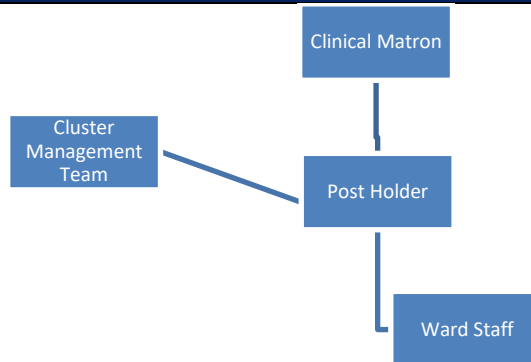 Clinical Matron
Cluster
Management
Team
Post Holder
Ward Staff